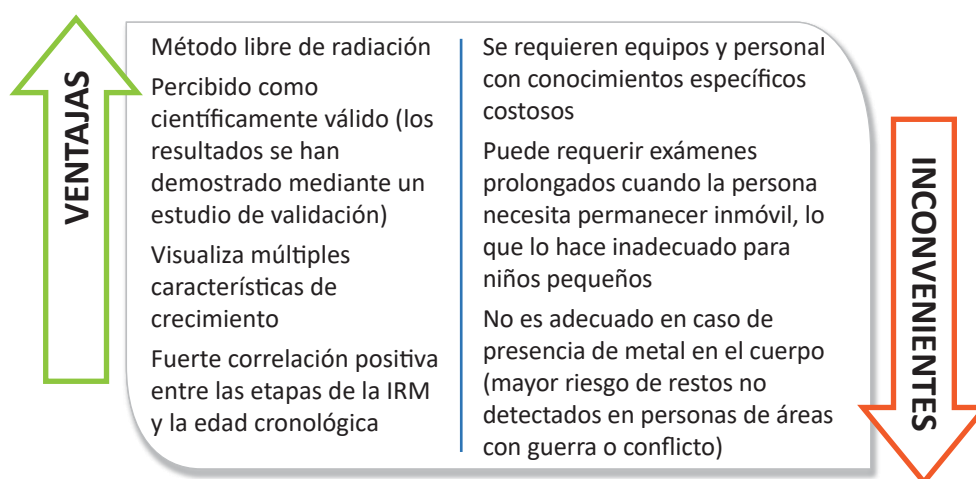 VENTAJAS
Método libre de radiación
Percibido como
científicamente válido (los
resultados se han
demostrado mediante un
estudio de validación)
Visualiza múltiples
características de
crecimiento
Fuerte correlación positiva
entre las etapas de la IRM
y la edad cronológica
Se requieren equipos y personal
con conocimientos específicos
costosos
Puede requerir exámenes
prolongados cuando la persona
necesita permanecer inmóvil, lo
que lo hace inadecuado para
niños pequeños
No es adecuado en caso de
presencia de metal en el cuerpo
(mayor riesgo de restos no
detectados en personas de áreas
con guerra o conflicto)
INCONVENIENTES